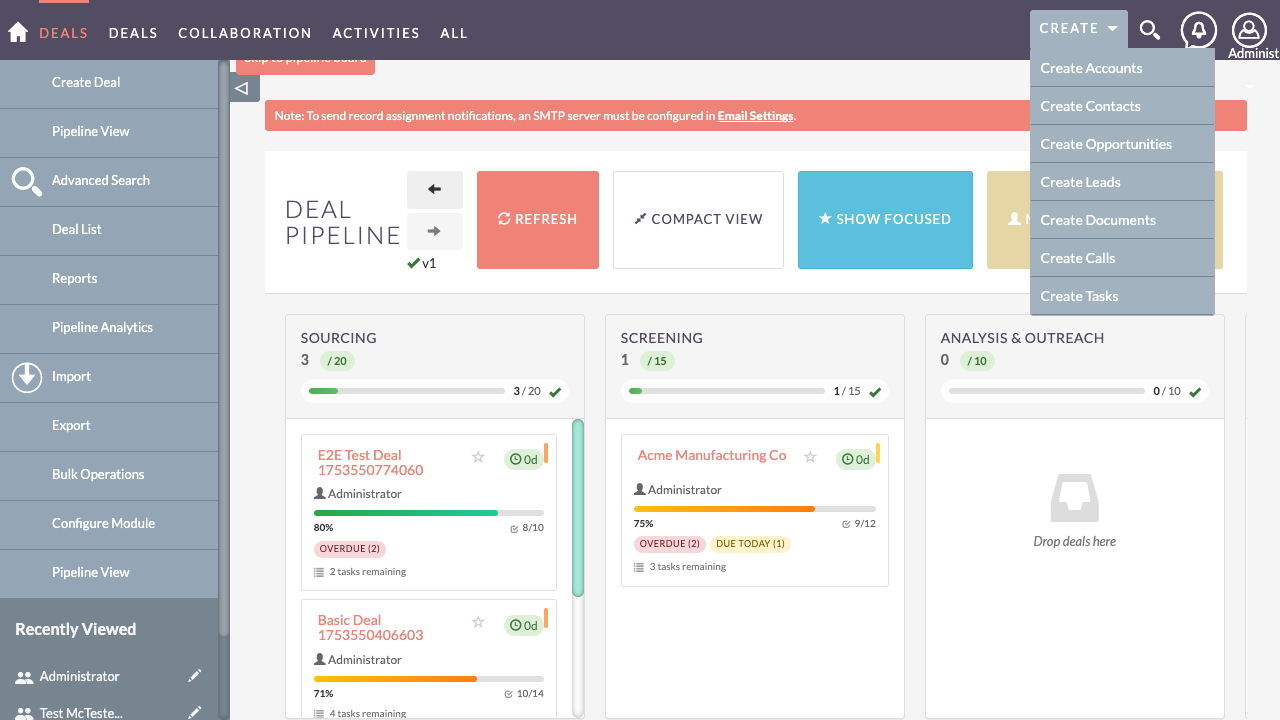 DEALS DEALS COLLABORATION ACTIVITIES ALL
CREATE
Administ
Create Accounts
Create Contacts
Create Opportunities
Create Leads
Create Documents
Create Calls
Create Tasks
Create Deal
Pipeline View
Advanced Search
Deal List
Reports
Pipeline Analytics
Import
Export
Bulk Operations
Configure Module
Pipeline View
Recently Viewed
Administrator
Test McTeste...
Skip to pipeline board
Note: To send record assignment notifications, an SMTP server must be configured in Email Settings.
DEAL
PIPELINE
v1
REFRESH
COMPACT VIEW
SHOW FOCUSED
SOURCING
3 / 20
3 / 20
E2E Test Deal
1753550774060
0d
Administrator
80% 8/10
OVERDUE (2)
2 tasks remaining
Basic Deal
1753550406603
0d
Administrator
71% 10/14
4 tasks remaining
SCREENING
1 / 15
1 / 15
Acme Manufacturing Co
0d
Administrator
75% 9/12
OVERDUE (2) DUE TODAY (1)
3 tasks remaining
ANALYSIS & OUTREACH
0 / 10
0 / 10
Drop deals here